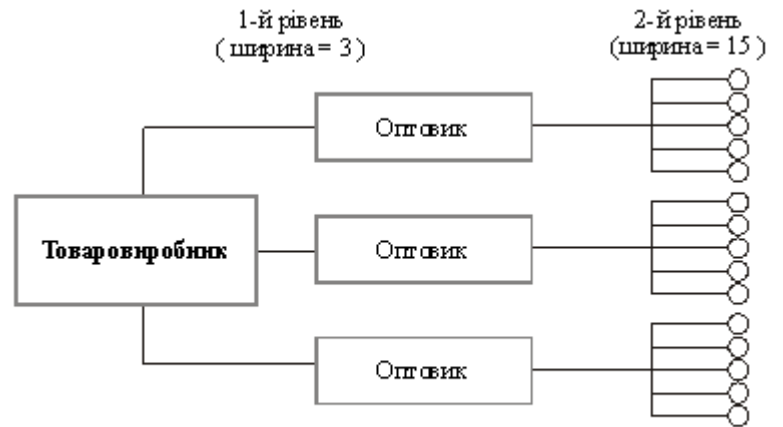 1-й рівень
( ширина = 3 )
2-й рівень
(ширина = 15 )
Оптовик
Товаровиробник
Оптовик
Оптовик